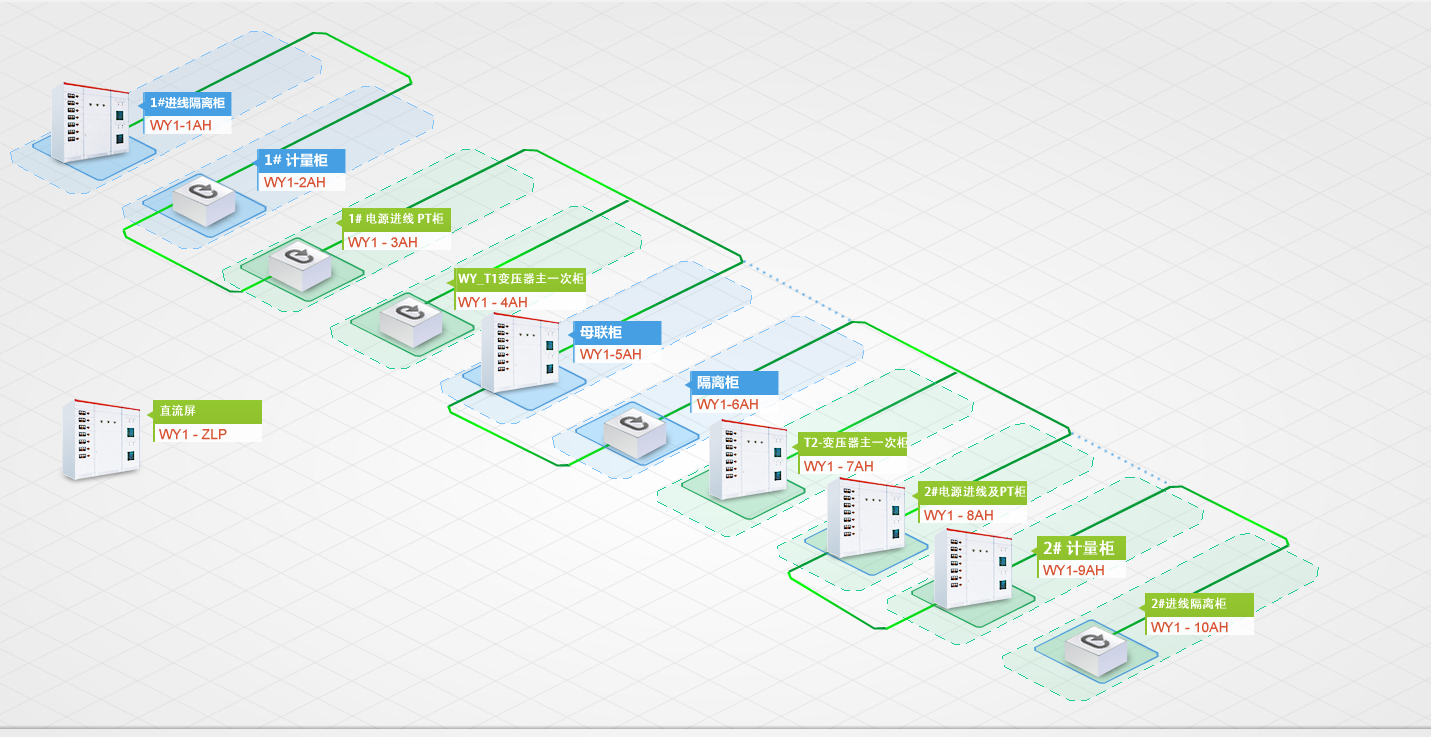 1#进线隔离柜
WY1-1AH
1# 计量柜
WY1-2AH
1# 电源进线 PT柜
WY1 - 3AH
WY_T1变压器主一次柜
WY1 - 4AH
母联柜
WY1-5AH
隔离柜
WY1-6AH
直流屏
WY1 - ZLP
T2-变压器主一次柜
WY1 - 7AH
2#电源进线及PT柜
WY1 - 8AH
2# 计量柜
WY1-9AH
2#进线隔离柜
WY1 - 10AH